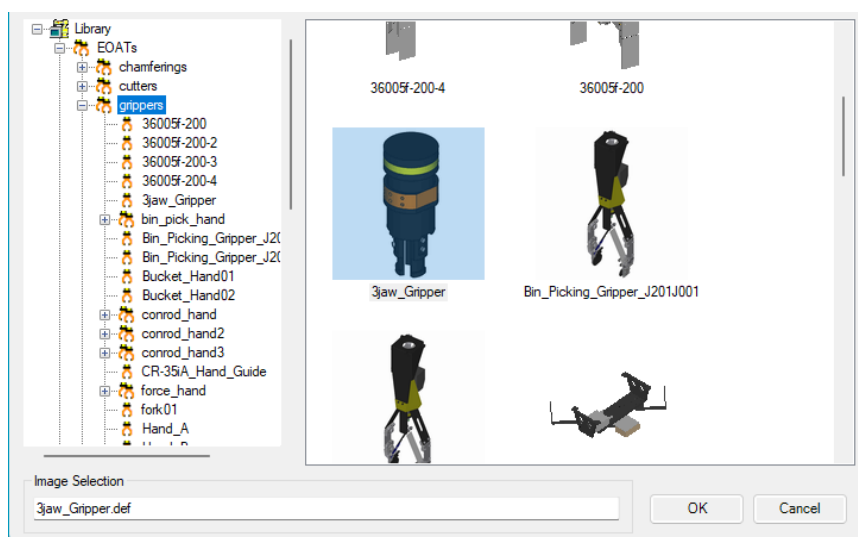 Library
EOATs
chamferings
cutters
grippers
36005f-200
36005f-200-2
36005f-200-3
36005f-200-4
3jaw_Gripper
bin_pick_hand
Bin_Picking_Gripper_J20
Bin_Picking_Gripper_J20
Bucket_Hand01
Bucket_Hand02
conrod_hand
conrod_hand2
conrod_hand3
CR-35iA_Hand_Guide
force_hand
fork01
Hand_A
36005f-200-4
36005f-200
3jaw_Gripper
Bin_Picking_Gripper_J201J001
Image Selection
3jaw_Gripper.def
OK
Cancel